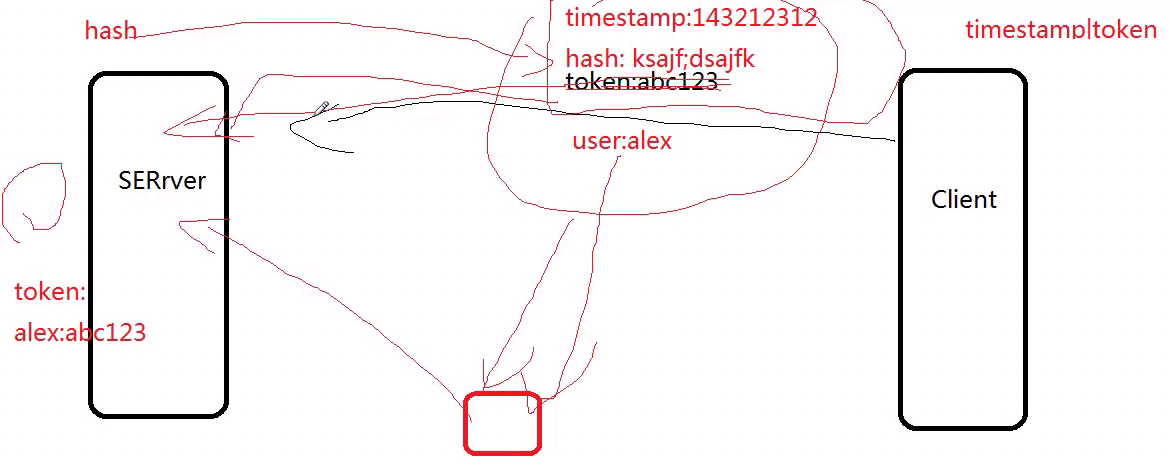 hash
timestamp:143212312
timestamp|token
hash: ksajf;dsajfk
token:abc123
user:alex
SERrver
Client
token:
alex:abc123